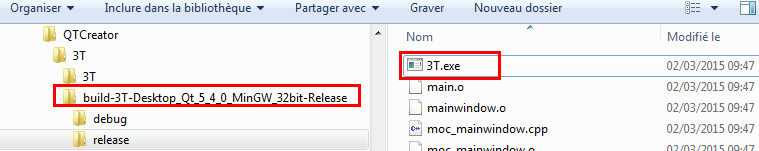 Organiser Inclure dans la bibliothèque Partager avec Graver Nouveau dossier
QTCreator
3T
3T
build-3T-Desktop_Qt_5_4_0_MinGW_32bit-Release
debug
release
Nom Modifié le
3T.exe 02/03/2015 09:47
main.o 02/03/2015 09:47
mainwindow.o 02/03/2015 09:47
moc_mainwindow.cpp 02/03/2015 09:47
moc_mainwindow.o 02/03/2015 09:47